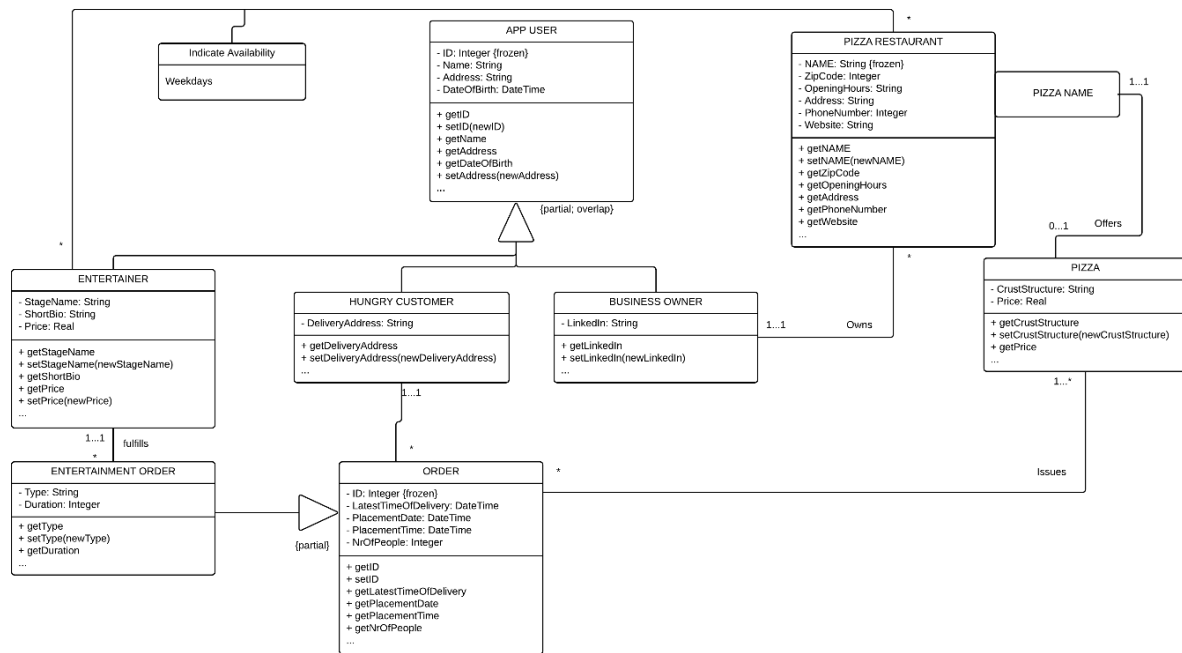 Indicate Availability
Weekdays
APP USER
- ID: Integer {frozen}
- Name: String
- Address: String
- DateOfBirth: DateTime
+ getID
+ setID(newID)
+ getName
+ getAddress
+ getDateOfBirth
+ setAddress(newAddress)
...
{partial; overlap}
*
PIZZA RESTAURANT
- NAME: String {frozen}
- ZipCode: Integer
- OpeningHours: String
- Address: String
- PhoneNumber: Integer
- Website: String
+ getNAME
+ setNAME(newNAME)
+ getZipCode
+ getOpeningHours
+ getAddress
+ getPhoneNumber
+ getWebsite
...
*
PIZZA NAME
1...1
0...1
Offers
*
ENTERTAINER
- StageName: String
- ShortBio: String
- Price: Real
+ getStageName
+ setStageName(newStageName)
+ getShortBio
+ getPrice
+ setPrice(newPrice)
...
HUNGRY CUSTOMER
- DeliveryAddress: String
+ getDeliveryAddress
+ setDeliveryAddress(newDeliveryAddress)
...
BUSINESS OWNER
- LinkedIn: String
+ getLinkedIn
+ setLinkedIn(newLinkedIn)
...
1...1
Owns
PIZZA
- CrustStructure: String
- Price: Real
+ getCrustStructure
+ setCrustStructure(newCrustStructure)
+ getPrice
...
1...*
1...1
fulfills
*
1...1
*
ENTERTAINMENT ORDER
- Type: String
- Duration: Integer
+ getType
+ setType(newType)
+ getDuration
...
{partial}
ORDER
- ID: Integer {frozen}
- LatestTimeOfDelivery: DateTime
- PlacementDate: DateTime
- PlacementTime: DateTime
- NrOfPeople: Integer
+ getID
+ setID
+ getLatestTimeOfDelivery
+ getPlacementDate
+ getPlacementTime
+ getNrOfPeople
...
*
Issues